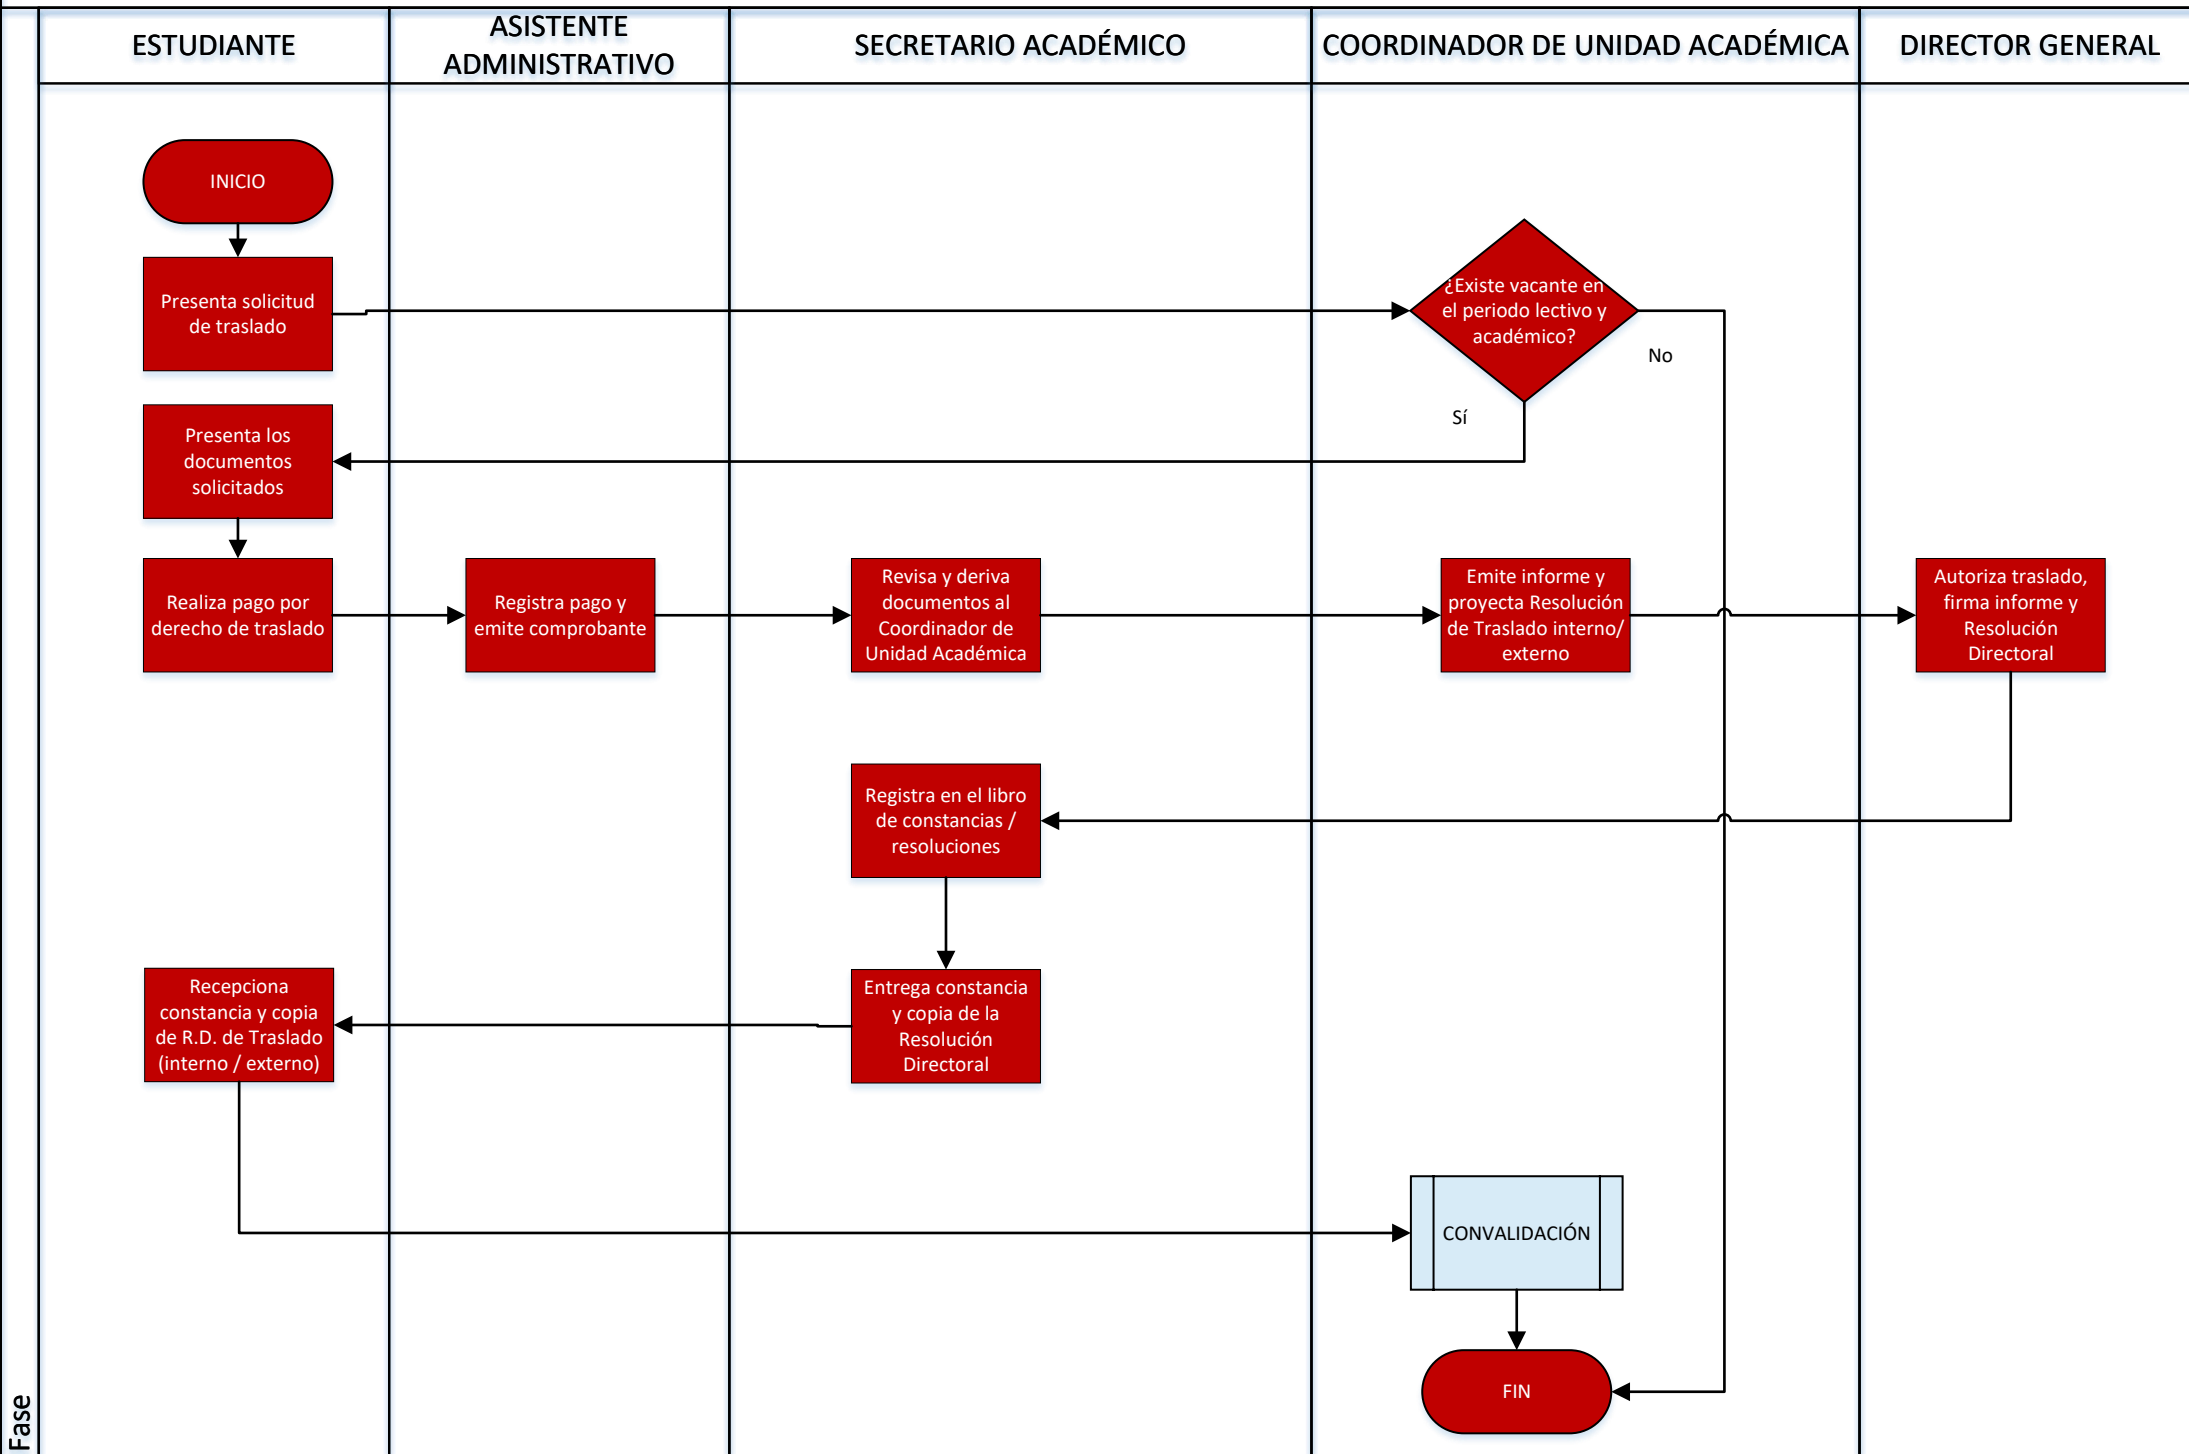 ESTUDIANTE
ASISTENTE
ADMINISTRATIVO
SECRETARIO ACADÉMICO
COORDINADOR DE UNIDAD ACADÉMICA
DIRECTOR GENERAL
INICIO
Presenta solicitud
de traslado
¿Existe vacante en
el periodo lectivo y
académico?
No
Sí
Presenta los
documentos
solicitados
Realiza pago por
derecho de traslado
Registra pago y
emite comprobante
Revisa y deriva
documentos al
Coordinador de
Unidad Académica
Emite informe y
proyecta Resolución
de Traslado interno/
externo
Autoriza traslado,
firma informe y
Resolución
Directoral
Registra en el libro
de constancias /
resoluciones
Recepciona
constancia y copia
de R.D. de Traslado
(interno / externo)
Entrega constancia
y copia de la
Resolución
Directoral
CONVALIDACIÓN
FIN
Fase